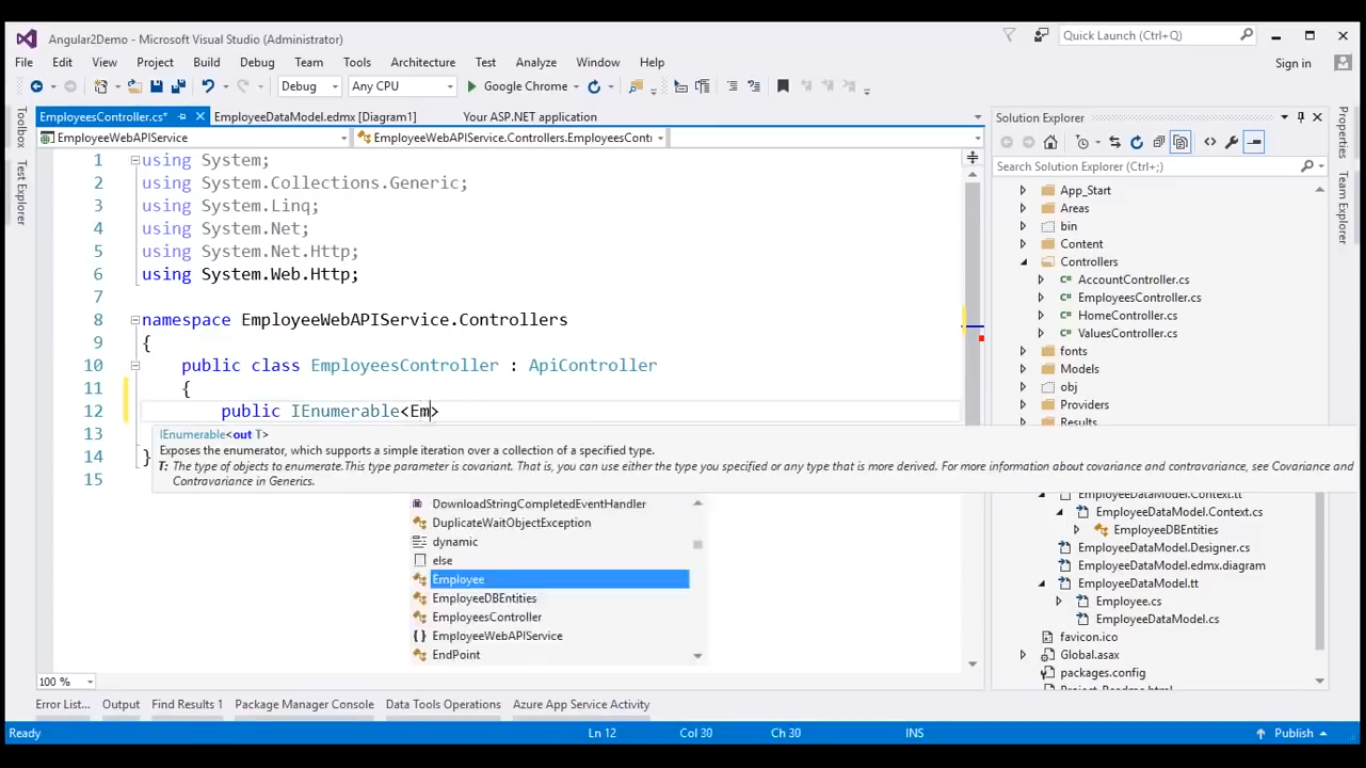 Angular2Demo - Microsoft Visual Studio (Administrator)
Quick Launch (Ctrl+Q)
File Edit View Project Build Debug Team Tools Architecture Test Analyze Window Help
Sign in
Debug Any CPU Google Chrome
Toolbox
Test Explorer
EmployeesController.cs* EmployeeDataModel.edmx [Diagram1] Your ASP.NET application
EmployeeWebAPIService EmployeeWebAPIService.Controllers.EmployeesConti
1 using System;
2 using System.Collections.Generic;
3 using System.Linq;
4 using System.Net;
5 using System.Net.Http;
6 using System.Web.Http;
7
8 namespace EmployeeWebAPIService.Controllers
9 {
10 public class EmployeesController : ApiController
11 {
12 public IEnumerable<Em>
13
14 }
15
IEnumerable<out T>
Exposes the enumerator, which supports a simple iteration over a collection of a specified type.
T: The type of objects to enumerate.This type parameter is covariant. That is, you can use either the type you specified or any type that is more derived. For more information about covariance and contravariance, see Covariance and
Contravariance in Generics.
DownloadStringCompletedEventHandler
DuplicateWaitObjectException
dynamic
else
Employee
EmployeeDBEntities
EmployeesController
EmployeeWebAPIService
EndPoint
100 %
Solution Explorer
Search Solution Explorer (Ctrl+;)
App_Start
Areas
bin
Content
Controllers
AccountController.cs
EmployeesController.cs
HomeController.cs
ValuesController.cs
fonts
Models
obj
Providers
Results
EmployeeDataModel.Context.tt
EmployeeDataModel.Context.cs
EmployeeDBEntities
EmployeeDataModel.Designer.cs
EmployeeDataModel.edmx.diagram
EmployeeDataModel.tt
Employee.cs
EmployeeDataModel.cs
favicon.ico
Global.asax
packages.config
Project_Readme.html
Properties
Team Explorer
Error List... Output Find Results 1 Package Manager Console Data Tools Operations Azure App Service Activity
Ready Ln 12 Col 30 Ch 30 INS Publish